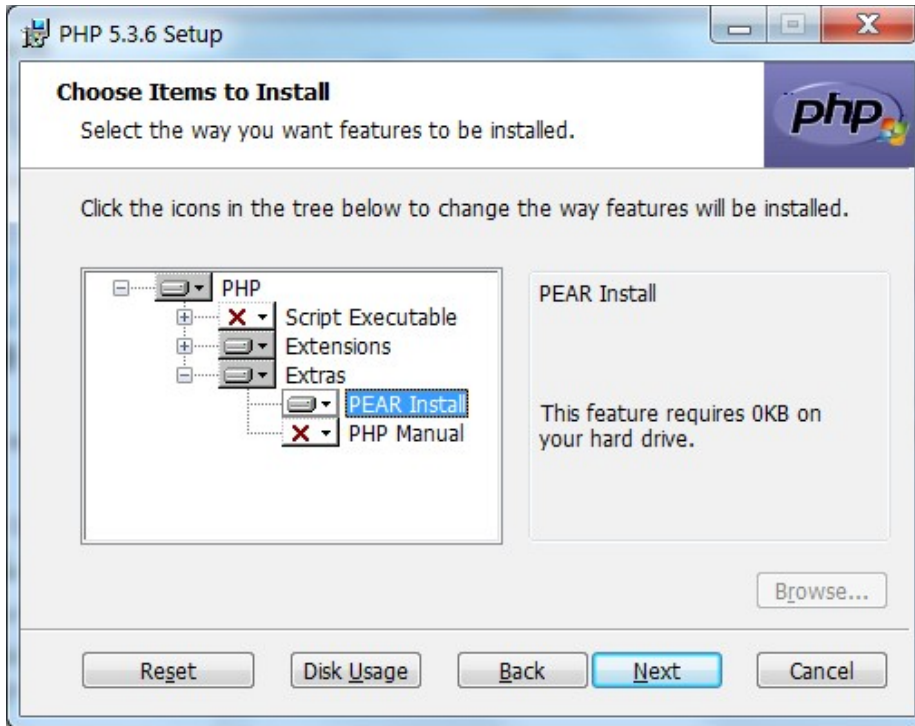 PHP 5.3.6 Setup
Choose Items to Install
Select the way you want features to be installed.
php
Click the icons in the tree below to change the way features will be installed.
PHP
Script Executable
Extensions
Extras
PEAR Install
PHP Manual
PEAR Install
This feature requires 0KB on
your hard drive.
Browse...
Reset
Disk Usage
Back
Next
Cancel